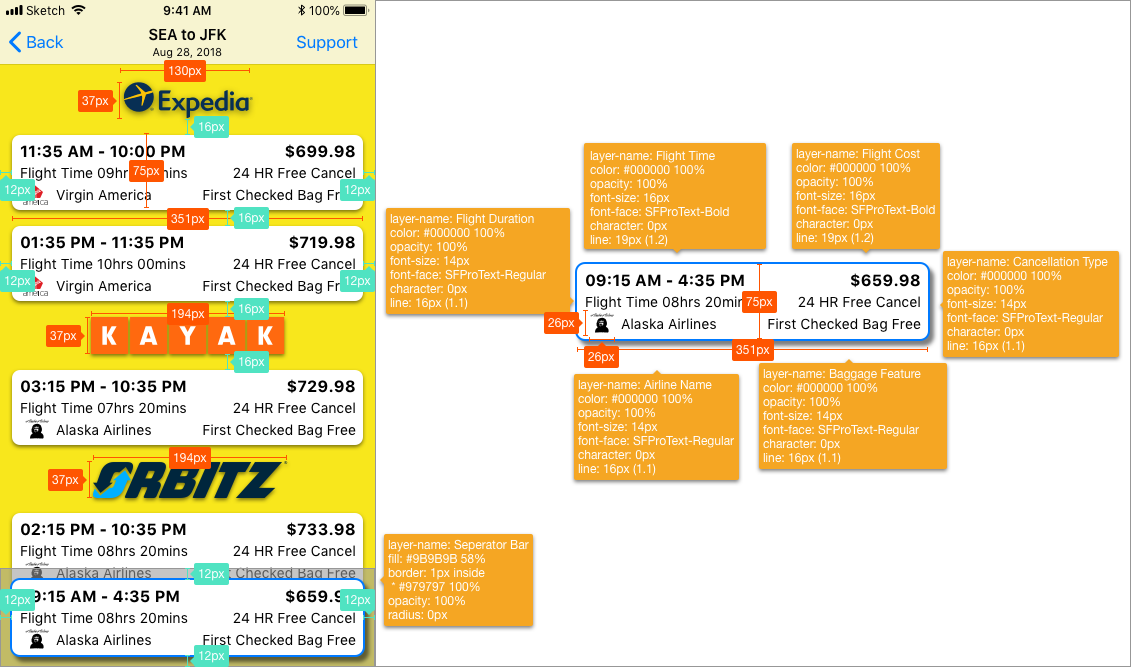 Sketch
9:41 AM
100%
Back
SEA to JFK
Support
Aug 28, 2018
130px
37px
Expedia
16px
11:35 AM - 10:00 PM
$699.98
Flight Time 09hrs mins
75px
24 HR Free Cancel
12px
america
Virgin America
First Checked Bag
12px
351px
16px
01:35 PM - 11:35 PM
$719.98
Flight Time 10hrs 00mins
24 HR Free Cancel
12px
america
Virgin America
First Checked Bag
12px
16px
194px
37px
KAYAK
16px
03:15 PM - 10:35 PM
$729.98
Flight Time 07hrs 20mins
24 HR Free Cancel
Alaska Airlines
First Checked Bag Free
194px
37px
ORBITZ
02:15 PM - 10:35 PM
$733.98
Flight Time 08hrs 20mins
24 HR Free Cancel
Alaska Airlines
12px
Checked Bag Free
12px
9:15 AM - 4:35 PM
$659.9
12px
Flight Time 08hrs 20mins
24 HR Free Cancel
Alaska Airlines
First Checked Bag Free
12px
layer-name: Flight Duration
color: #000000 100%
opacity: 100%
font-size: 14px
font-face: SFProText-Regular
character: 0px
line: 16px (1.1)
layer-name: Flight Time
color: #000000 100%
opacity: 100%
font-size: 16px
font-face: SFProText-Bold
character: 0px
line: 19px (1.2)
layer-name: Flight Cost
color: #000000 100%
opacity: 100%
font-size: 16px
font-face: SFProText-Bold
character: 0px
line: 19px (1.2)
layer-name: Cancellation Type
color: #000000 100%
opacity: 100%
font-size: 14px
font-face: SFProText-Regular
character: 0px
line: 16px (1.1)
09:15 AM - 4:35 PM
$659.98
Flight Time 08hrs 20min
75px
24 HR Free Cancel
26px
Alaska Airlines
First Checked Bag Free
26px
351px
layer-name: Airline Name
color: #000000 100%
opacity: 100%
font-size: 14px
font-face: SFProText-Regular
character: 0px
line: 16px (1.1)
layer-name: Baggage Feature
color: #000000 100%
opacity: 100%
font-size: 14px
font-face: SFProText-Regular
character: 0px
line: 16px (1.1)
layer-name: Seperator Bar
fill: #9B9B9B 58%
border: 1px inside
* #979797 100%
opacity: 100%
radius: 0px